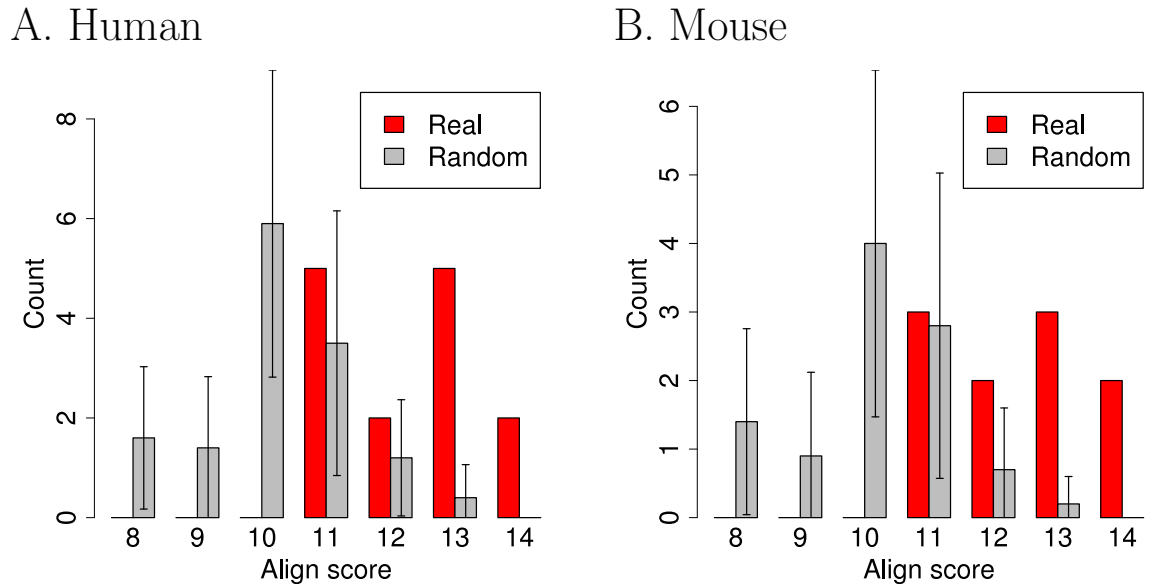 A. Human
Count
0
2
4
6
8
8 9 10 11 12 13 14
Align score
Real
Random
B. Mouse
Count
0
1
2
3
4
5
6
8 9 10 11 12 13 14
Align score
Real
Random